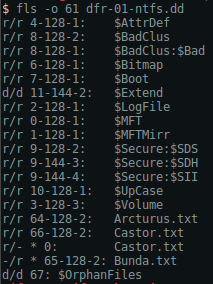 $ fls -o 61 dfr-01-ntfs.dd
r/r 4-128-1: $AttrDef
r/r 8-128-2: $BadClus
r/r 8-128-1: $BadClus:$Bad
r/r 6-128-1: $Bitmap
r/r 7-128-1: $Boot
d/d 11-144-2: $Extend
r/r 2-128-1: $LogFile
r/r 0-128-1: $MFT
r/r 1-128-1: $MFTMirr
r/r 9-128-2: $Secure:$SDS
r/r 9-144-3: $Secure:$SDH
r/r 9-144-4: $Secure:$SII
r/r 10-128-1: $UpCase
r/r 3-128-3: $Volume
r/r 64-128-2: Arcturus.txt
r/r 66-128-2: Castor.txt
r/- * 0: Castor.txt
-/r * 65-128-2: Bunda.txt
d/d 67: $OrphanFiles